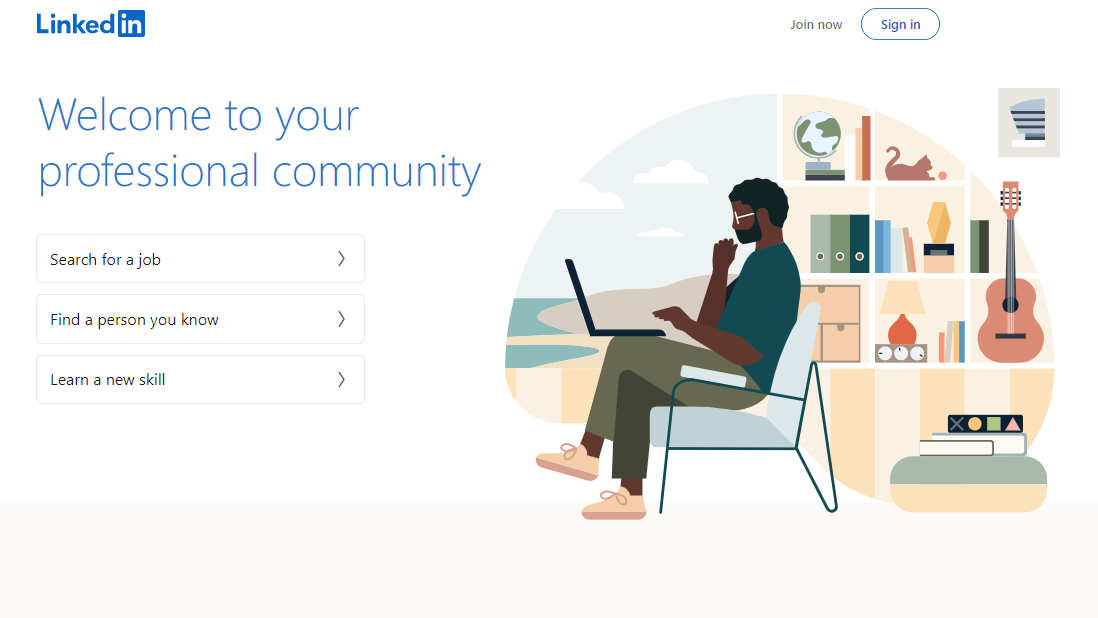 LinkedIn
Join now
Sign in
Welcome to your
professional community
Search for a job
Find a person you know
Learn a new skill